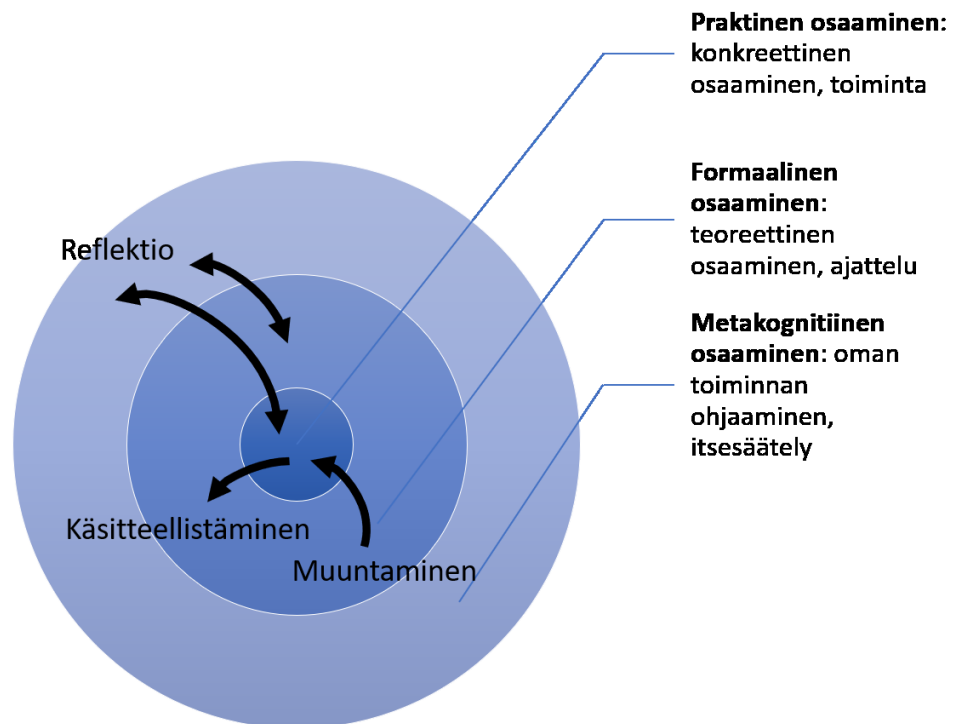 Praktinen osaaminen:
konkreettinen
osaaminen, toiminta
Formaalinen
osaaminen:
teoreettinen
osaaminen, ajattelu
Metakognitiinen
osaaminen: oman
toiminnan
ohjaaminen,
itsesäätely
Reflektio
Käsitteellistäminen
Muuntaminen